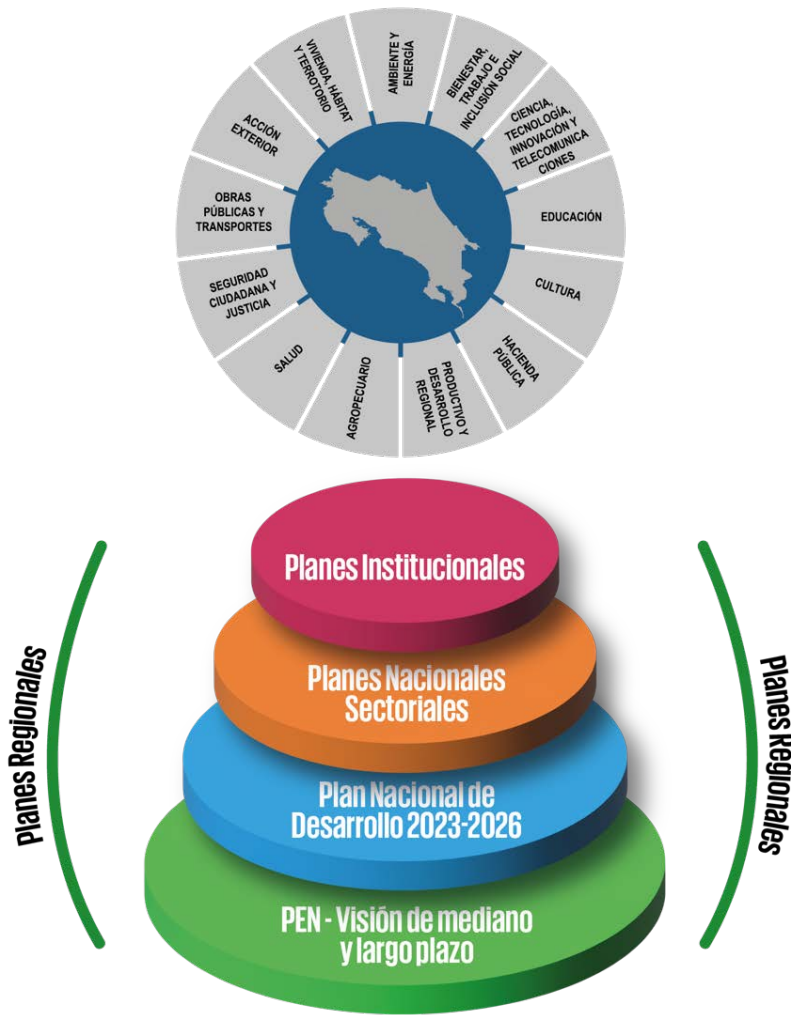 AMBIENTE Y
ENERGÍA
BIENESTAR,
TRABAJO E
INCLUSIÓN SOCIAL
CIENCIA,
TECNOLOGÍA,
INNOVACIÓN Y
TELECOMUNICA
CIONES
EDUCACIÓN
CULTURA
HACIENDA
PÚBLICA
PRODUCTIVO Y
DESARROLLO
REGIONAL
AGROPECUARIO
SALUD
SEGURIDAD
CIUDADANA Y
JUSTICIA
OBRAS
PÚBLICAS Y
TRANSPORTES
ACCIÓN
EXTERIOR
VIVIENDA, HÁBITAT
Y TERROTORIO
Planes Institucionales
Planes Nacionales
Sectoriales
Plan Nacional de
Desarrollo 2023-2026
PEN - Visión de mediano
y largo plazo
Planes Regionales
Planes Regionales